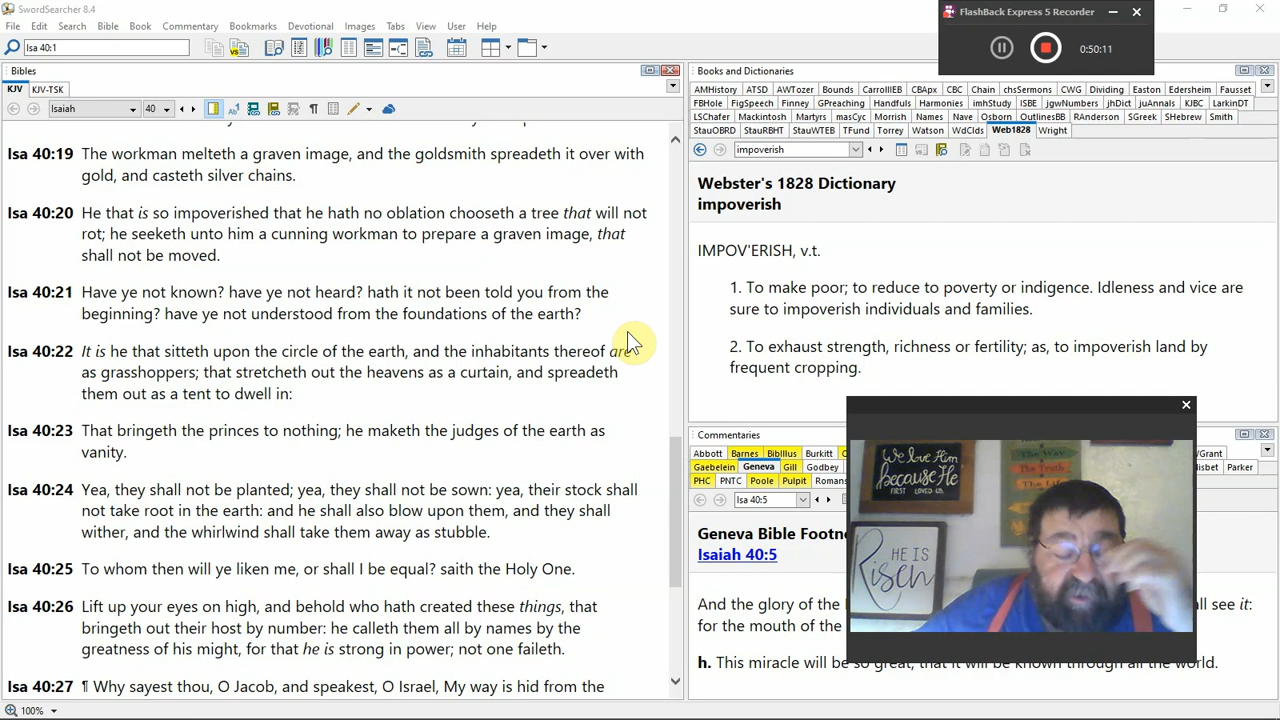 SwordSearcher 8.4
File Edit Search Bible Book Commentary Bookmarks Devotional Images Tabs View User Help
Isa 40:1
Bibles
KJV KJV-TSK
Isaiah 40
Isa 40:19 The workman melteth a graven image, and the goldsmith spreadeth it over with
gold, and casteth silver chains.
Isa 40:20 He that is so impoverished that he hath no oblation chooseth a tree that will not
rot; he seeketh unto him a cunning workman to prepare a graven image, that
shall not be moved.
Isa 40:21 Have ye not known? have ye not heard? hath it not been told you from the
beginning? have ye not understood from the foundations of the earth?
Isa 40:22 It is he that sitteth upon the circle of the earth, and the inhabitants thereof are
as grasshoppers; that stretcheth out the heavens as a curtain, and spreadeth
them out as a tent to dwell in:
Isa 40:23 That bringeth the princes to nothing; he maketh the judges of the earth as
vanity.
Isa 40:24 Yea, they shall not be planted; yea, they shall not be sown: yea, their stock shall
not take root in the earth: and he shall also blow upon them, and they shall
wither, and the whirlwind shall take them away as stubble.
Isa 40:25 To whom then will ye liken me, or shall I be equal? saith the Holy One.
Isa 40:26 Lift up your eyes on high, and behold who hath created these things, that
bringeth out their host by number: he calleth them all by names by the
greatness of his might, for that he is strong in power; not one faileth.
Isa 40:27 ¶ Why sayest thou, O Jacob, and speakest, O Israel, My way is hid from the
100%
FlashBack Express 5 Recorder
0:50:11
Books and Dictionaries
AMHistory ATSD AWTozer Bounds CarrollIEB CBApx CBC Chain chsSermons CWG Dividing Easton Edersheim Fausset
FBHole FigSpeech Finney GPreaching Handfuls Harmonies imhStudy ISBE jgwNumbers jhDict juAnnals KJBC LarkinDT
LSChafer Mackintosh Martyrs masCyc Morrish Names Nave Osborn OutlinesBB RAnderson SGreek SHebrew Smith
StauOBRD StauRBHT StauWTEB TFund Torrey Watson WdClds Web1828 Wright
impoverish
Webster's 1828 Dictionary
impoverish
IMPOV'ERISH, v.t.
1. To make poor; to reduce to poverty or indigence. Idleness and vice are
sure to impoverish individuals and families.
2. To exhaust strength, richness or fertility; as, to impoverish land by
frequent cropping.
Commentaries
Abbott Barnes BibIllus Burkitt
Gaebelein Geneva Gill Godbey
Parker
PHC PNTC Poole Pulpit
Isa 40:5
Geneva Bible
Isaiah 40:5
And the glory of the
see it:
for the mouth of the
h. This miracle will be so great, that it will be known through all the world.
We love Him
because He
FIRST LOVED US
The Way
The Truth
The Life
HE IS
Risen